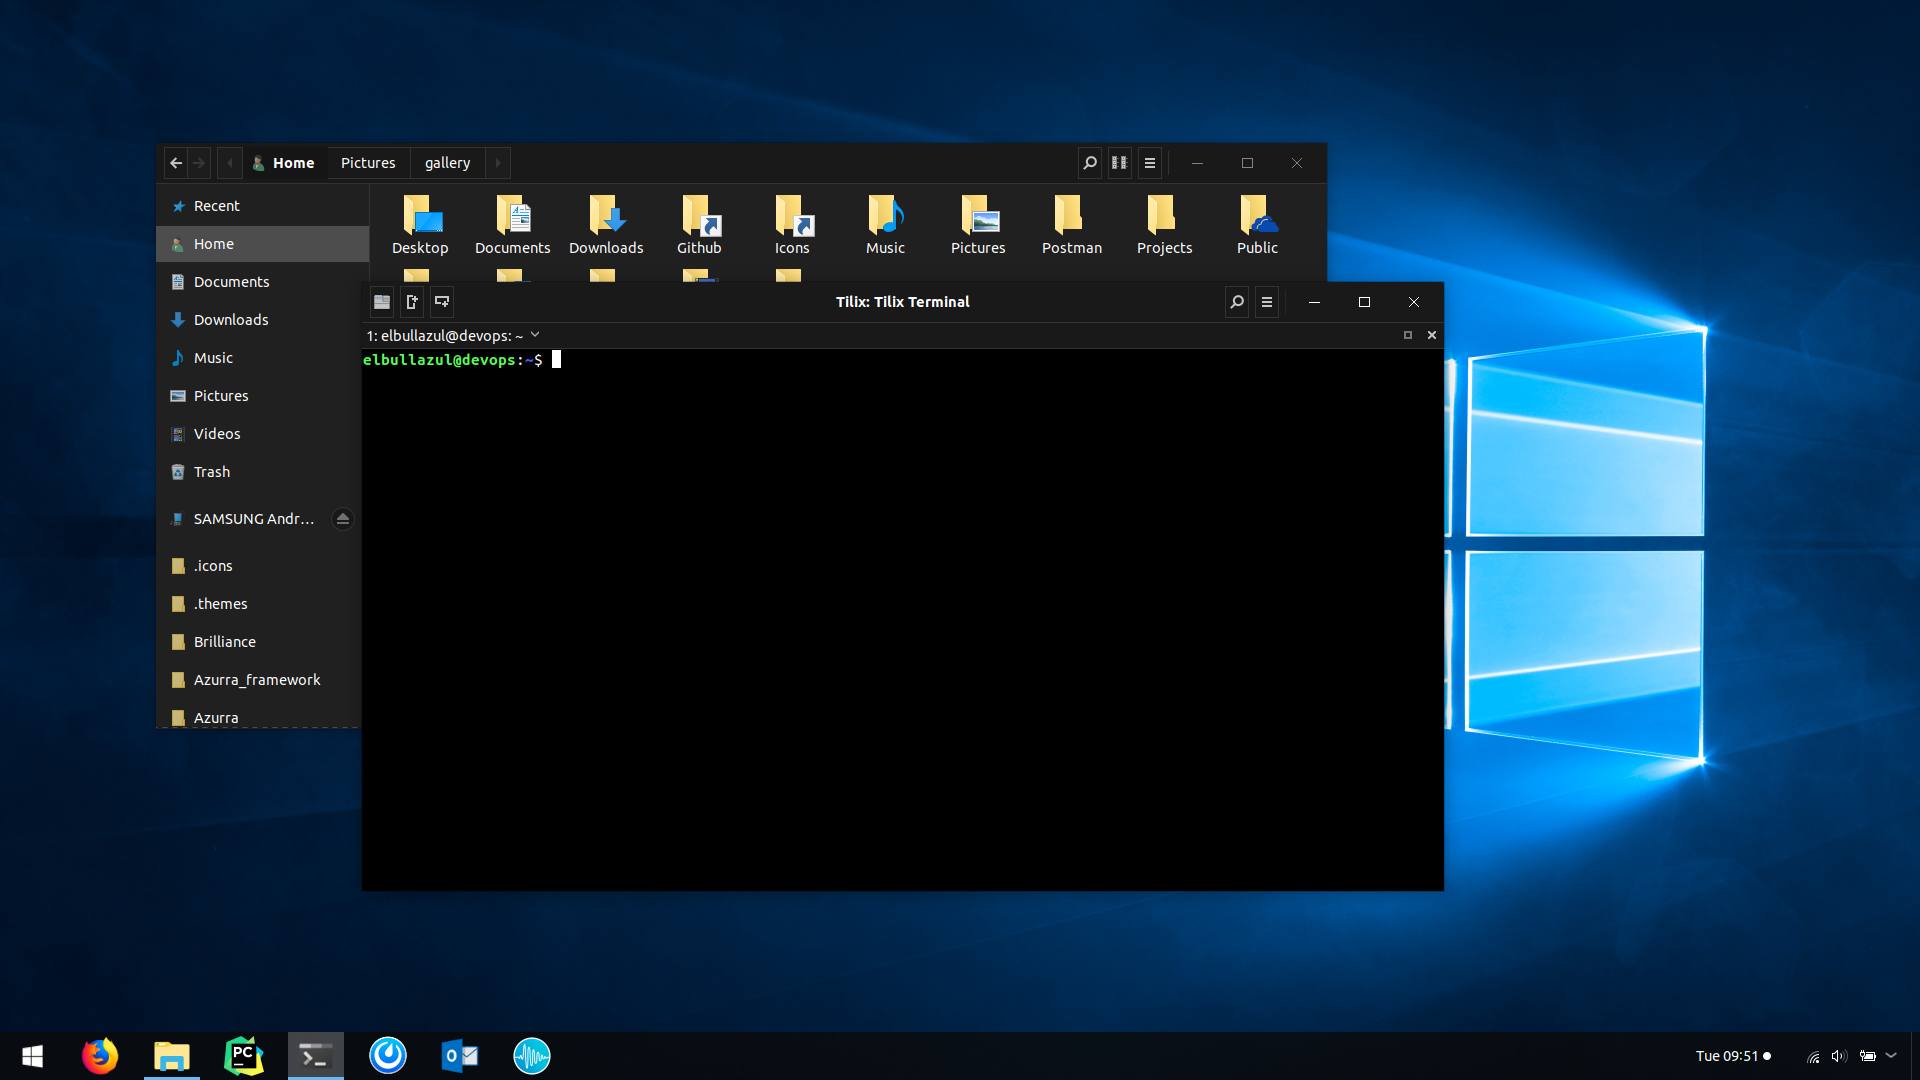 Home Pictures gallery
Recent
Home
Documents
Downloads
Music
Pictures
Videos
Trash
SAMSUNG Andr...
.icons
.themes
Brilliance
Azurra_framework
Azurra
Desktop Documents Downloads Github Icons Music Pictures Postman Projects Public
Tilix: Tilix Terminal
1: elbullazul@devops: ~
elbullazul@devops:~$
PC
Tue 09:51